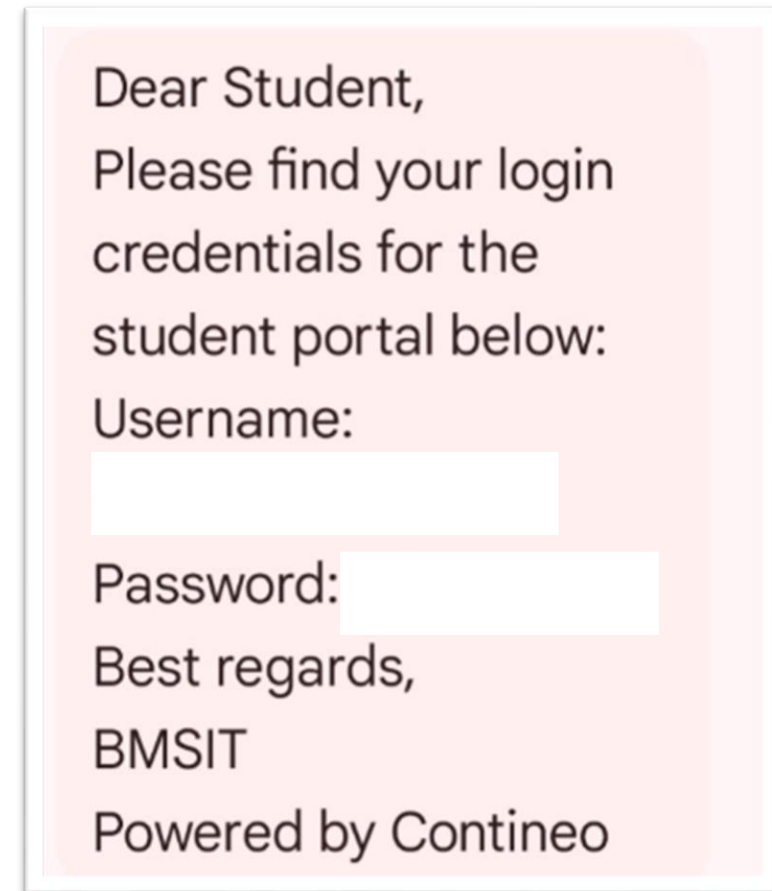 Dear Student,
Please find your login
credentials for the
student portal below:
Username:
Password:
Best regards,
BMSIT
Powered by Contineo